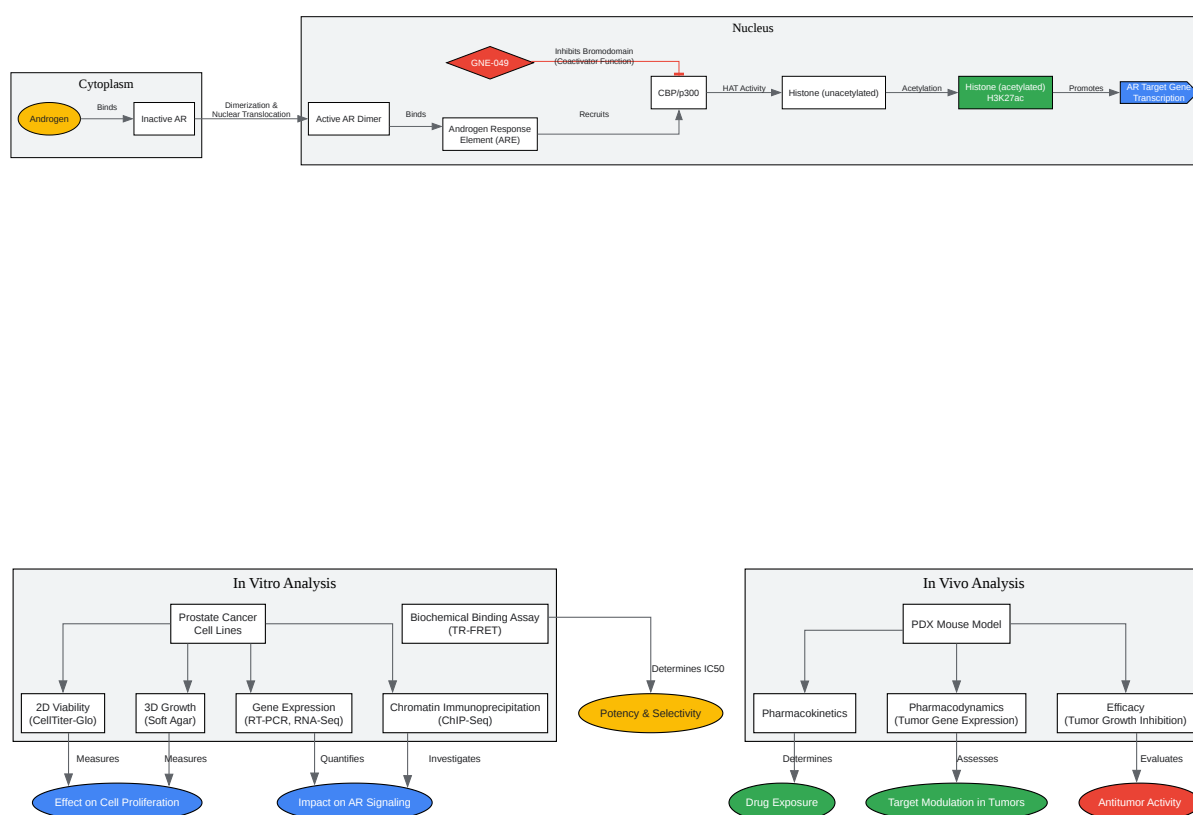 Nucleus
Cytoplasm
GNE-049
Inhibits Bromodomain
(Coactivator Function)
Androgen
Binds
Inactive AR
Dimerization &
Nuclear Translocation
Active AR Dimer
Binds
Androgen Response
Element (ARE)
Recruits
CBP/p300
HAT Activity
Histone (unacetylated)
Acetylation
Histone (acetylated)
H3K27ac
Promotes
AR Target Gene
Transcription
In Vitro Analysis
Prostate Cancer
Cell Lines
Biochemical Binding Assay
(TR-FRET)
Determines IC50
2D Viability
(CellTiter-Glo)
3D Growth
(Soft Agar)
Gene Expression
(RT-PCR, RNA-Seq)
Chromatin Immunoprecipitation
(ChIP-Seq)
Potency & Selectivity
Measures
Measures
Quantifies
Investigates
Effect on Cell Proliferation
Impact on AR Signaling
In Vivo Analysis
PDX Mouse Model
Pharmacokinetics
Pharmacodynamics
(Tumor Gene Expression)
Efficacy
(Tumor Growth Inhibition)
Determines
Assesses
Evaluates
Drug Exposure
Target Modulation in Tumors
Antitumor Activity